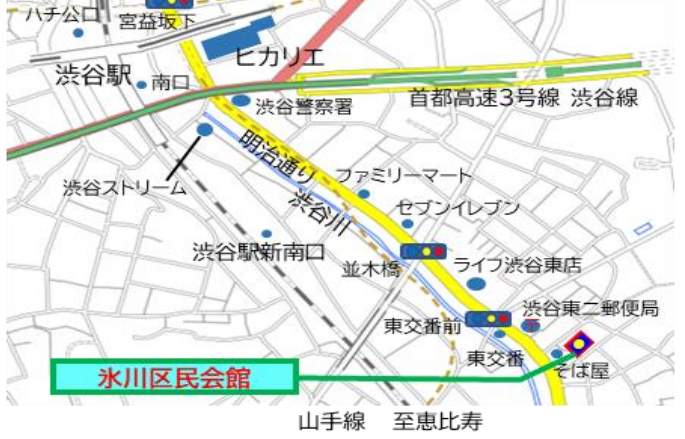 ハチ公口
宮益坂下
ヒカリエ
渋谷駅
南口
渋谷警察署
首都高速3号線 渋谷線
明治通り
渋谷ストリーム
ファミリーマート
渋谷川
セブンイレブン
渋谷駅新南口
並木橋
ライフ渋谷東店
渋谷東二郵便局
東交番前
東交番
そば屋
氷川区民会館
山手線 至恵比寿